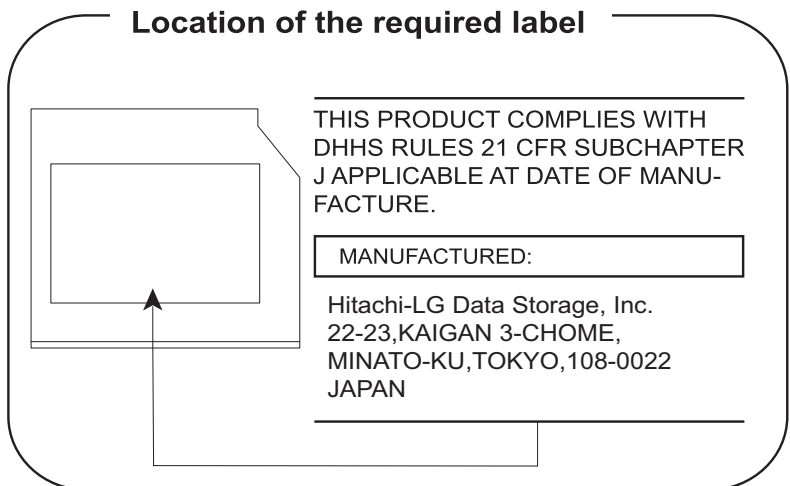 Location of the required label
THIS PRODUCT COMPLIES WITH
DHHS RULES 21 CFR SUBCHAPTER
J APPLICABLE AT DATE OF MANU-
FACTURE.
MANUFACTURED:
Hitachi-LG Data Storage, Inc.
22-23,KAIGAN 3-CHOME,
MINATO-KU,TOKYO,108-0022
JAPAN